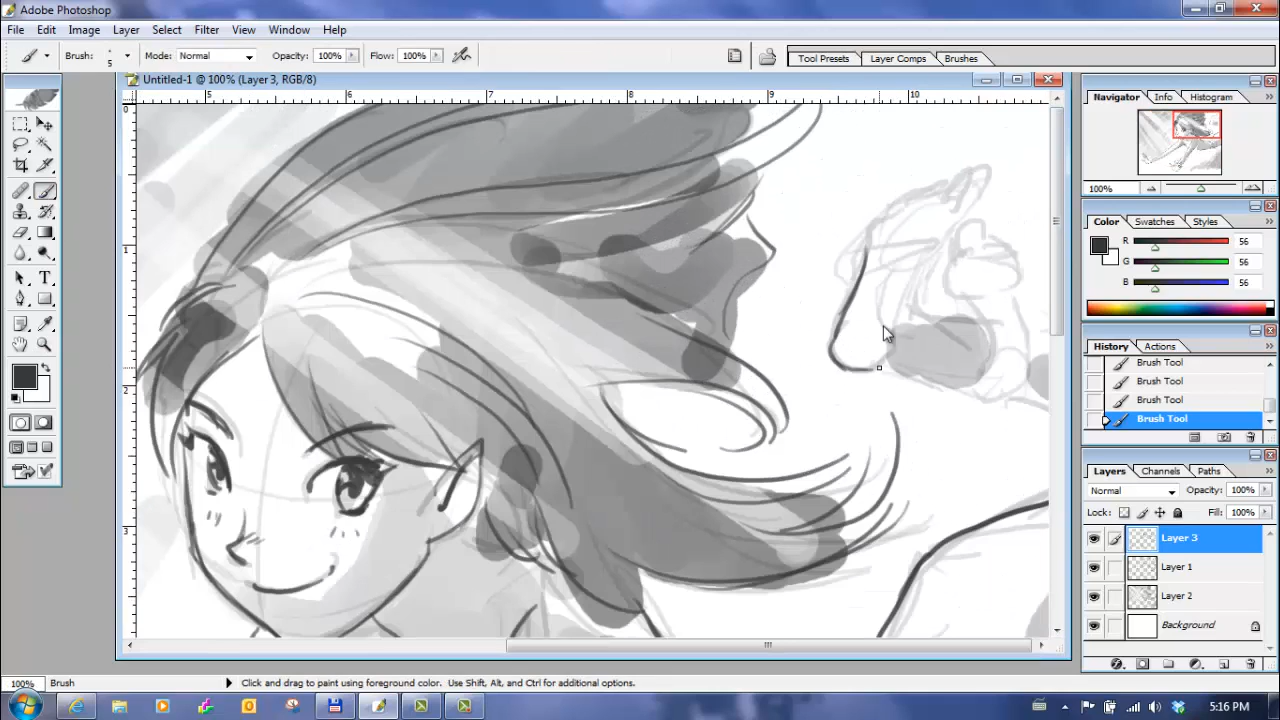 Adobe Photoshop
File Edit Image Layer Select Filter View Window Help
Brush: 5 Mode: Normal Opacity: 100% Flow: 100% Tool Presets Layer Comps Brushes
Untitled-1 @ 100% (Layer 3, RGB/8)
5 6 7 8 9 10
0
1
2
3
Navigator Info Histogram
100%
Color Swatches Styles
R 56
G 56
B 56
History Actions
Brush Tool
Brush Tool
Brush Tool
Brush Tool
Layers Channels Paths
Normal Opacity: 100%
Lock: Fill: 100%
Layer 3
Layer 1
Layer 2
Background
100% Brush Click and drag to paint using foreground color. Use Shift, Alt, and Ctrl for additional options.
5:16 PM